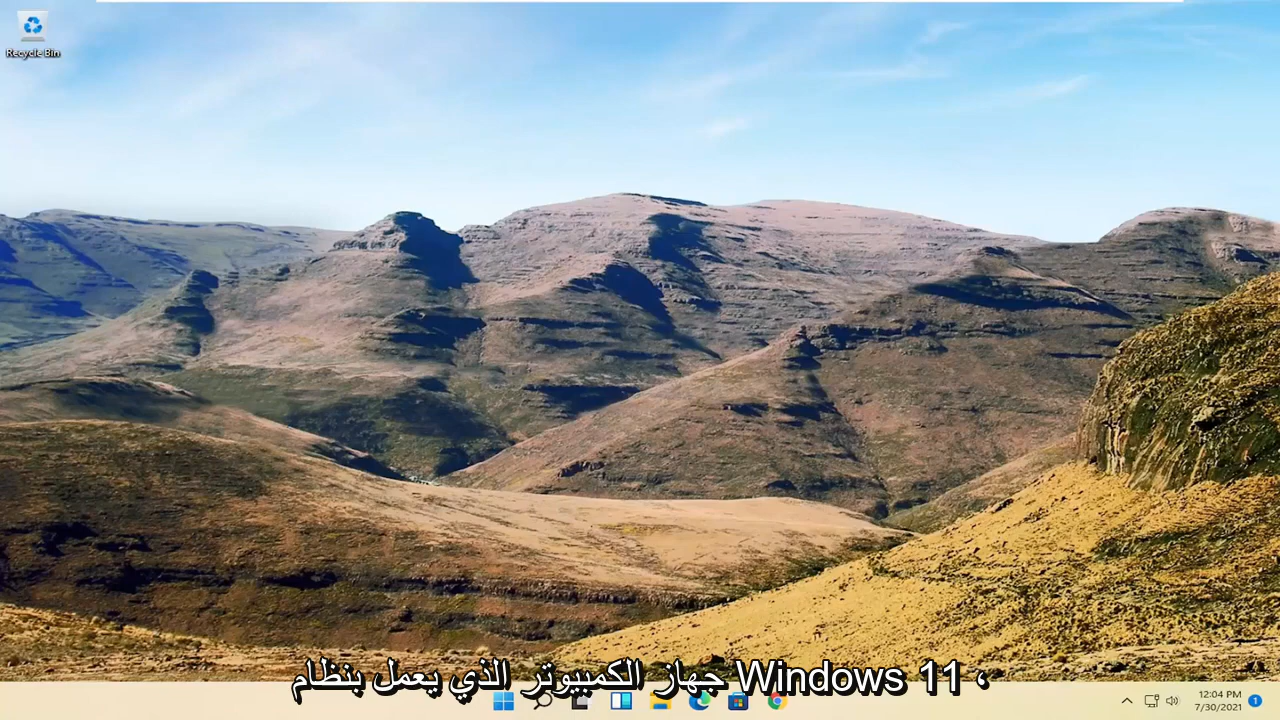 Recycle Bin
جهاز الكمبيوتر الذي يعمل بنظام Windows 11 ،
12:04 PM
7/30/2021
1